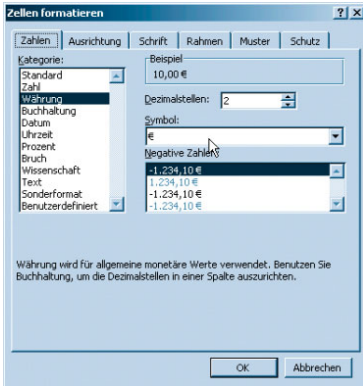 Zellen formatieren
Zahlen Ausrichtung Schrift Rahmen Muster Schutz
Kategorie:
Standard
Zahl
Währung
Buchhaltung
Datum
Uhrzeit
Prozent
Bruch
Wissenschaft
Text
Sonderformat
Benutzerdefiniert
Beispiel
10,00 €
Dezimalstellen: 2
Symbol:
€
Negative Zahlen:
-1.234,10 €
1.234,10 €
-1.234,10 €
-1.234,10 €
Währung wird für allgemeine monetäre Werte verwendet. Benutzen Sie
Buchhaltung, um die Dezimalstellen in einer Spalte auszurichten.
OK Abbrechen